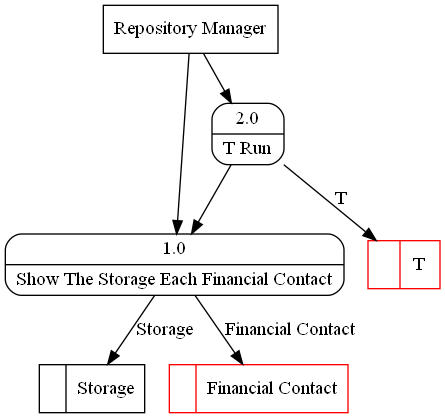 Repository Manager
2.0
T Run
T
1.0
T
Show The Storage Each Financial Contact
Storage
Financial Contact
Storage
Financial Contact